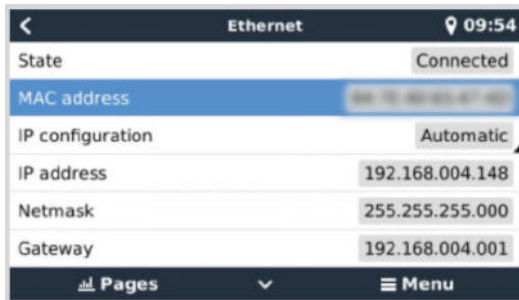 Ethernet 09:54
State Connected
MAC address
IP configuration Automatic
IP address 192.168.004.148
Netmask 255.255.255.000
Gateway 192.168.004.001
Pages Menu